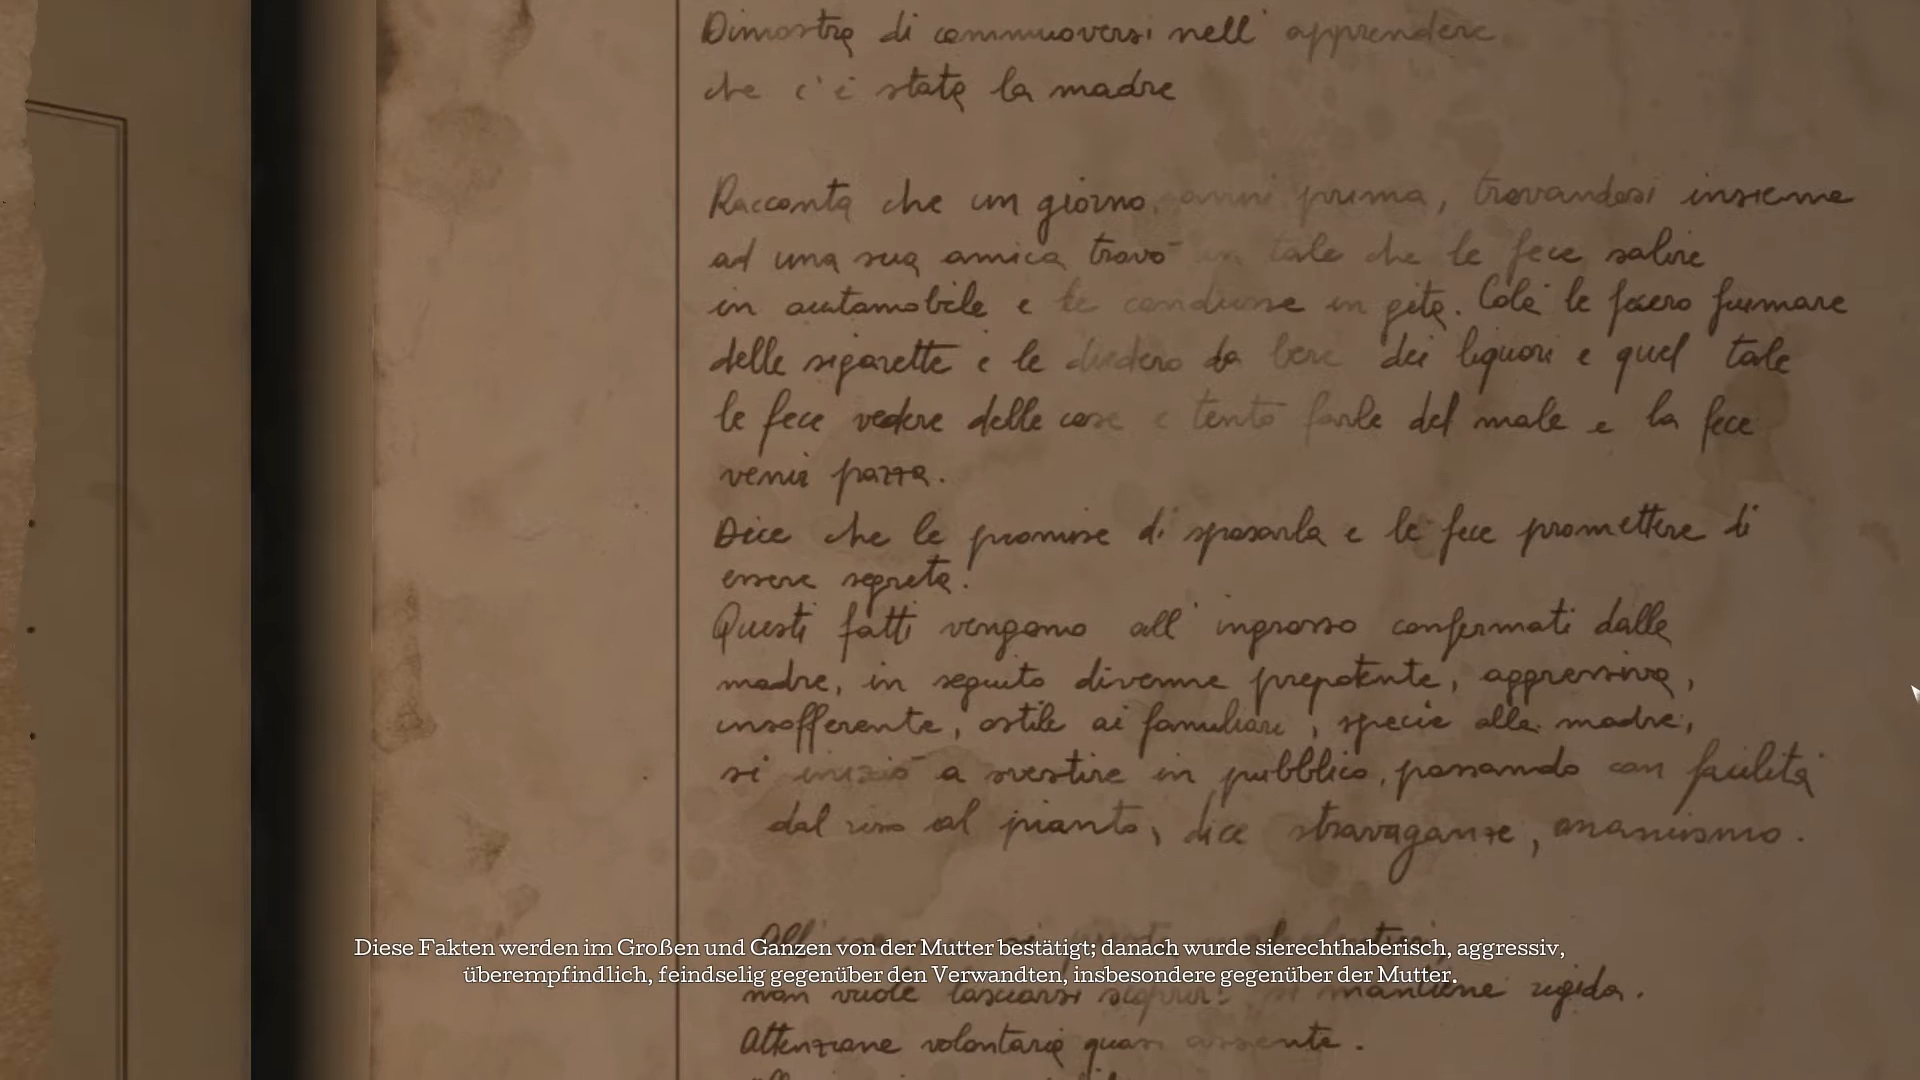 Dimostra di commuoversi nell' apprendere
che c'è stata la madre
Racconta che un giorno, anni prima, trovandosi insieme
ad una sua amica trovò un tale che le fece salire
in automobile e le condusse in gita. Colà le fecero fumare
delle sigarette e le diedero da bere dei liquori e quel tale
le fece vedere delle cose e tentò farle del male e la fece
venir pazza.
Dice che le promise di sposarla e le fece promettere di
essere segreta.
Questi fatti vengono all' ingrosso confermati dalla
madre, in seguito divenne prepotente, aggressiva,
insofferente, ostile ai famigliari, specie alla madre,
si iniziò a svestire in pubblico, passando con facilità
dal riso al pianto, dice stravaganze, onanismo.
Diese Fakten werden im Großen und Ganzen von der Mutter bestätigt; danach wurde sierechthaberisch, aggressiv,
überempfindlich, feindselig gegenüber den Verwandten, insbesondere gegenüber der Mutter.
non vuole lasciarsi si mantiene rigida.
Attenzione volontaria quasi assente.